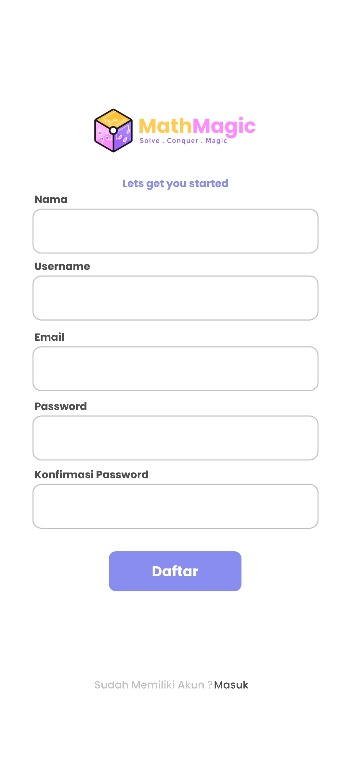 MathMagic
Solve . Conquer . Magic
Lets get you started
Nama
Username
Email
Password
Konfirmasi Password
Daftar
Sudah Memiliki Akun ?Masuk